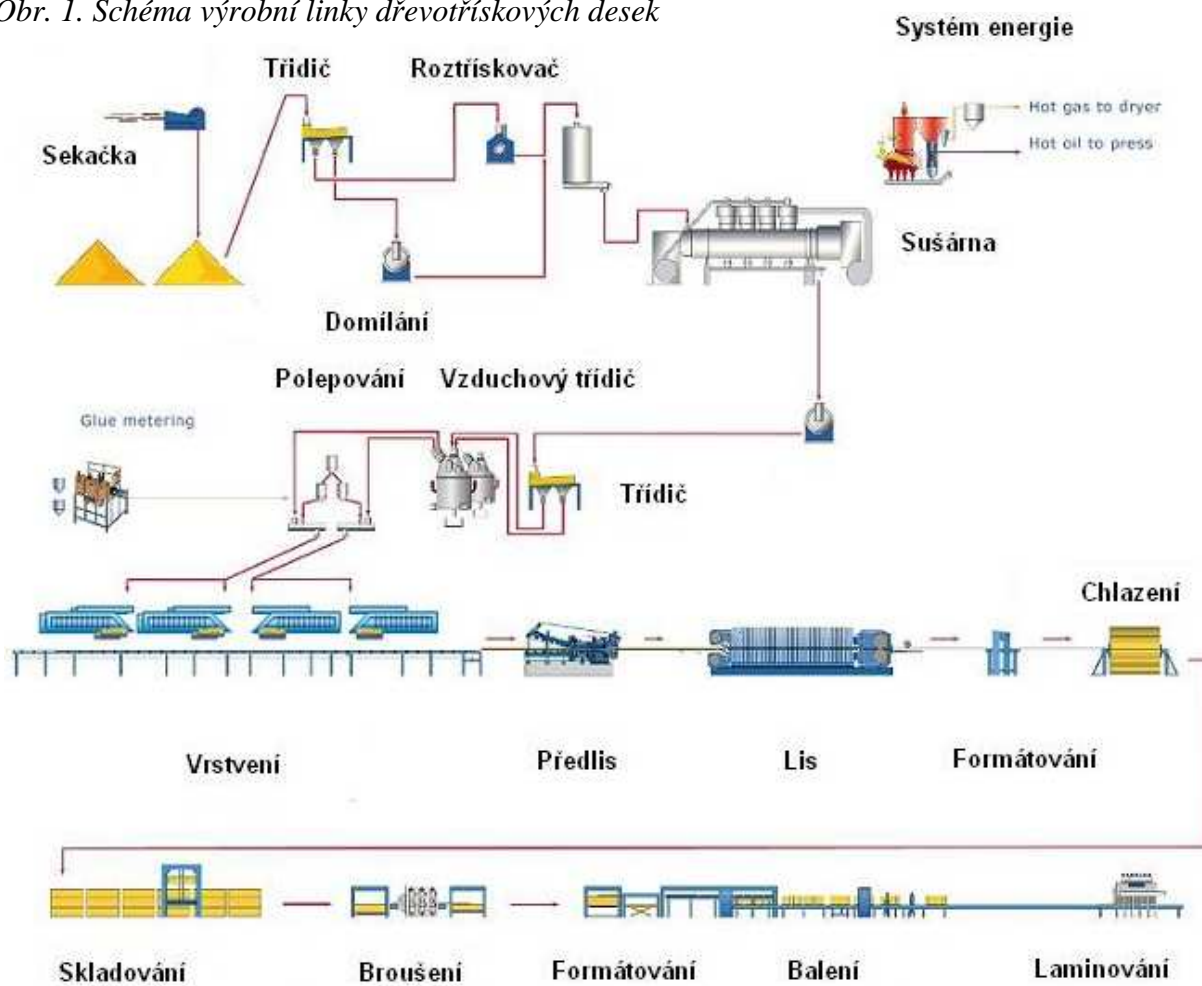 Obr. 1. Schéma výrobní linky dřevotřískových desek
Systém energie
Třidič
Roztřískovač
Hot gas to dryer
Hot oil to press
Sekačka
Sušárna
Domílání
Polepování
Vzduchový třídič
Glue metering
Třídič
Chlazení
Vrstvení
Předlis
Lis
Formátování
Skladování
Broušení
Formátování
Balení
Laminování